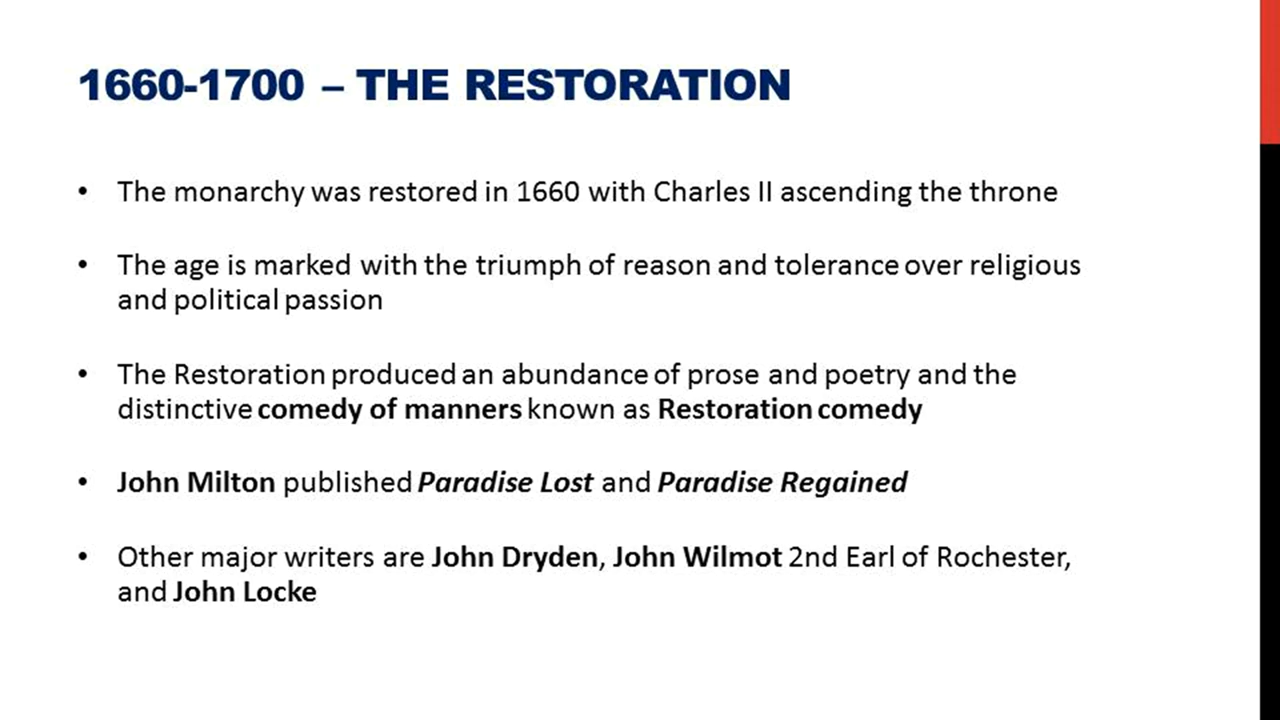 1660-1700 – THE RESTORATION
• The monarchy was restored in 1660 with Charles II ascending the throne
• The age is marked with the triumph of reason and tolerance over religious
and political passion
• The Restoration produced an abundance of prose and poetry and the
distinctive comedy of manners known as Restoration comedy
• John Milton published Paradise Lost and Paradise Regained
• Other major writers are John Dryden, John Wilmot 2nd Earl of Rochester,
and John Locke